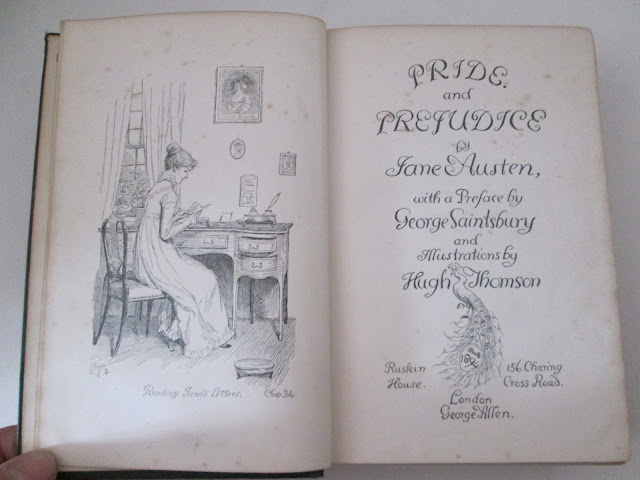 Reading Jane's Letters. Chap 34.
PRIDE.
and
PREJUDICE
by
Jane Austen,
with a Preface by
George Saintsbury
and
Illustrations by
Hugh Thomson
Ruskin
House.
156. Charing
Cross Road.
London
George Allen.